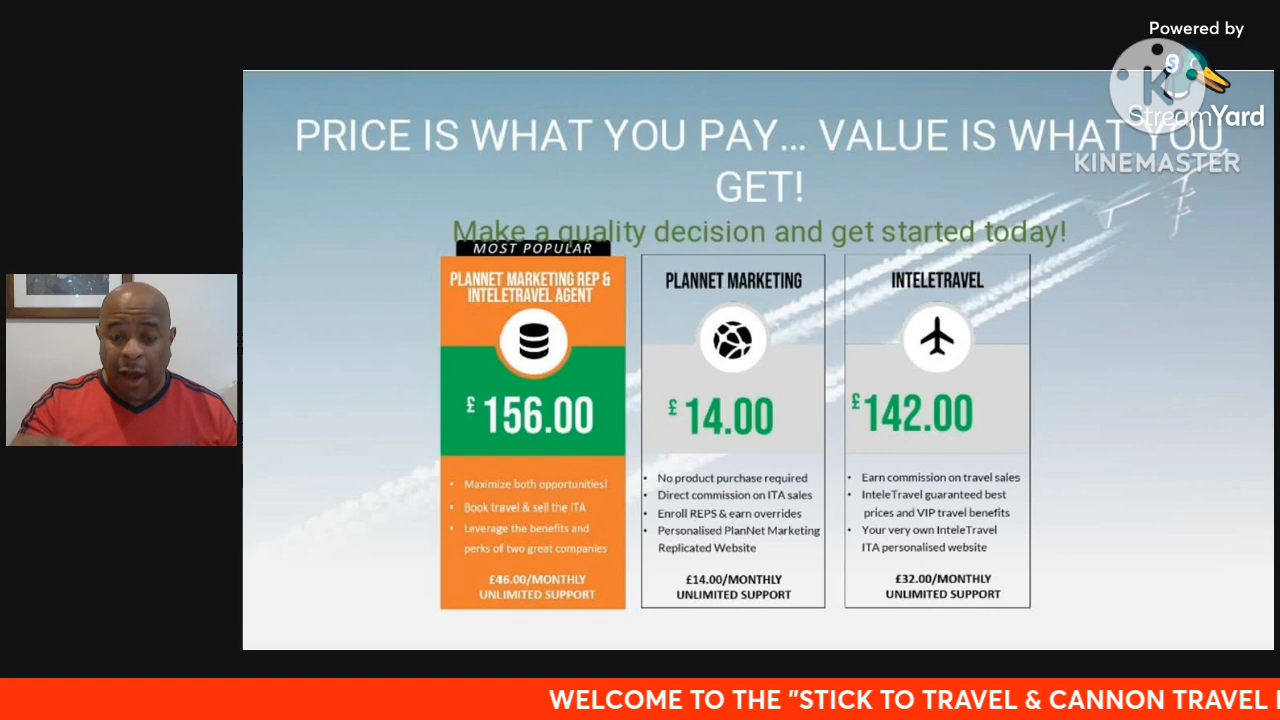 Powered by
StreamYard
KINEMASTER
PRICE IS WHAT YOU PAY... VALUE IS WHAT YOU
GET!
Make a quality decision and get started today!
MOST POPULAR
PLANNET MARKETING REP &
INTELETRAVEL AGENT
£ 156.00
• Maximize both opportunities!
• Book travel & sell the ITA
• Leverage the benefits and
perks of two great companies
£46.00/MONTHLY
UNLIMITED SUPPORT
PLANNET MARKETING
£ 14.00
• No product purchase required
• Direct commission on ITA sales
• Enroll REPS & earn overrides
• Personalised PlanNet Marketing
Replicated Website
£14.00/MONTHLY
UNLIMITED SUPPORT
INTELETRAVEL
£ 142.00
• Earn commission on travel sales
• InteleTravel guaranteed best
prices and VIP travel benefits
• Your very own InteleTravel
ITA personalised website
£32.00/MONTHLY
UNLIMITED SUPPORT
WELCOME TO THE "STICK TO TRAVEL & CANNON TRAVEL